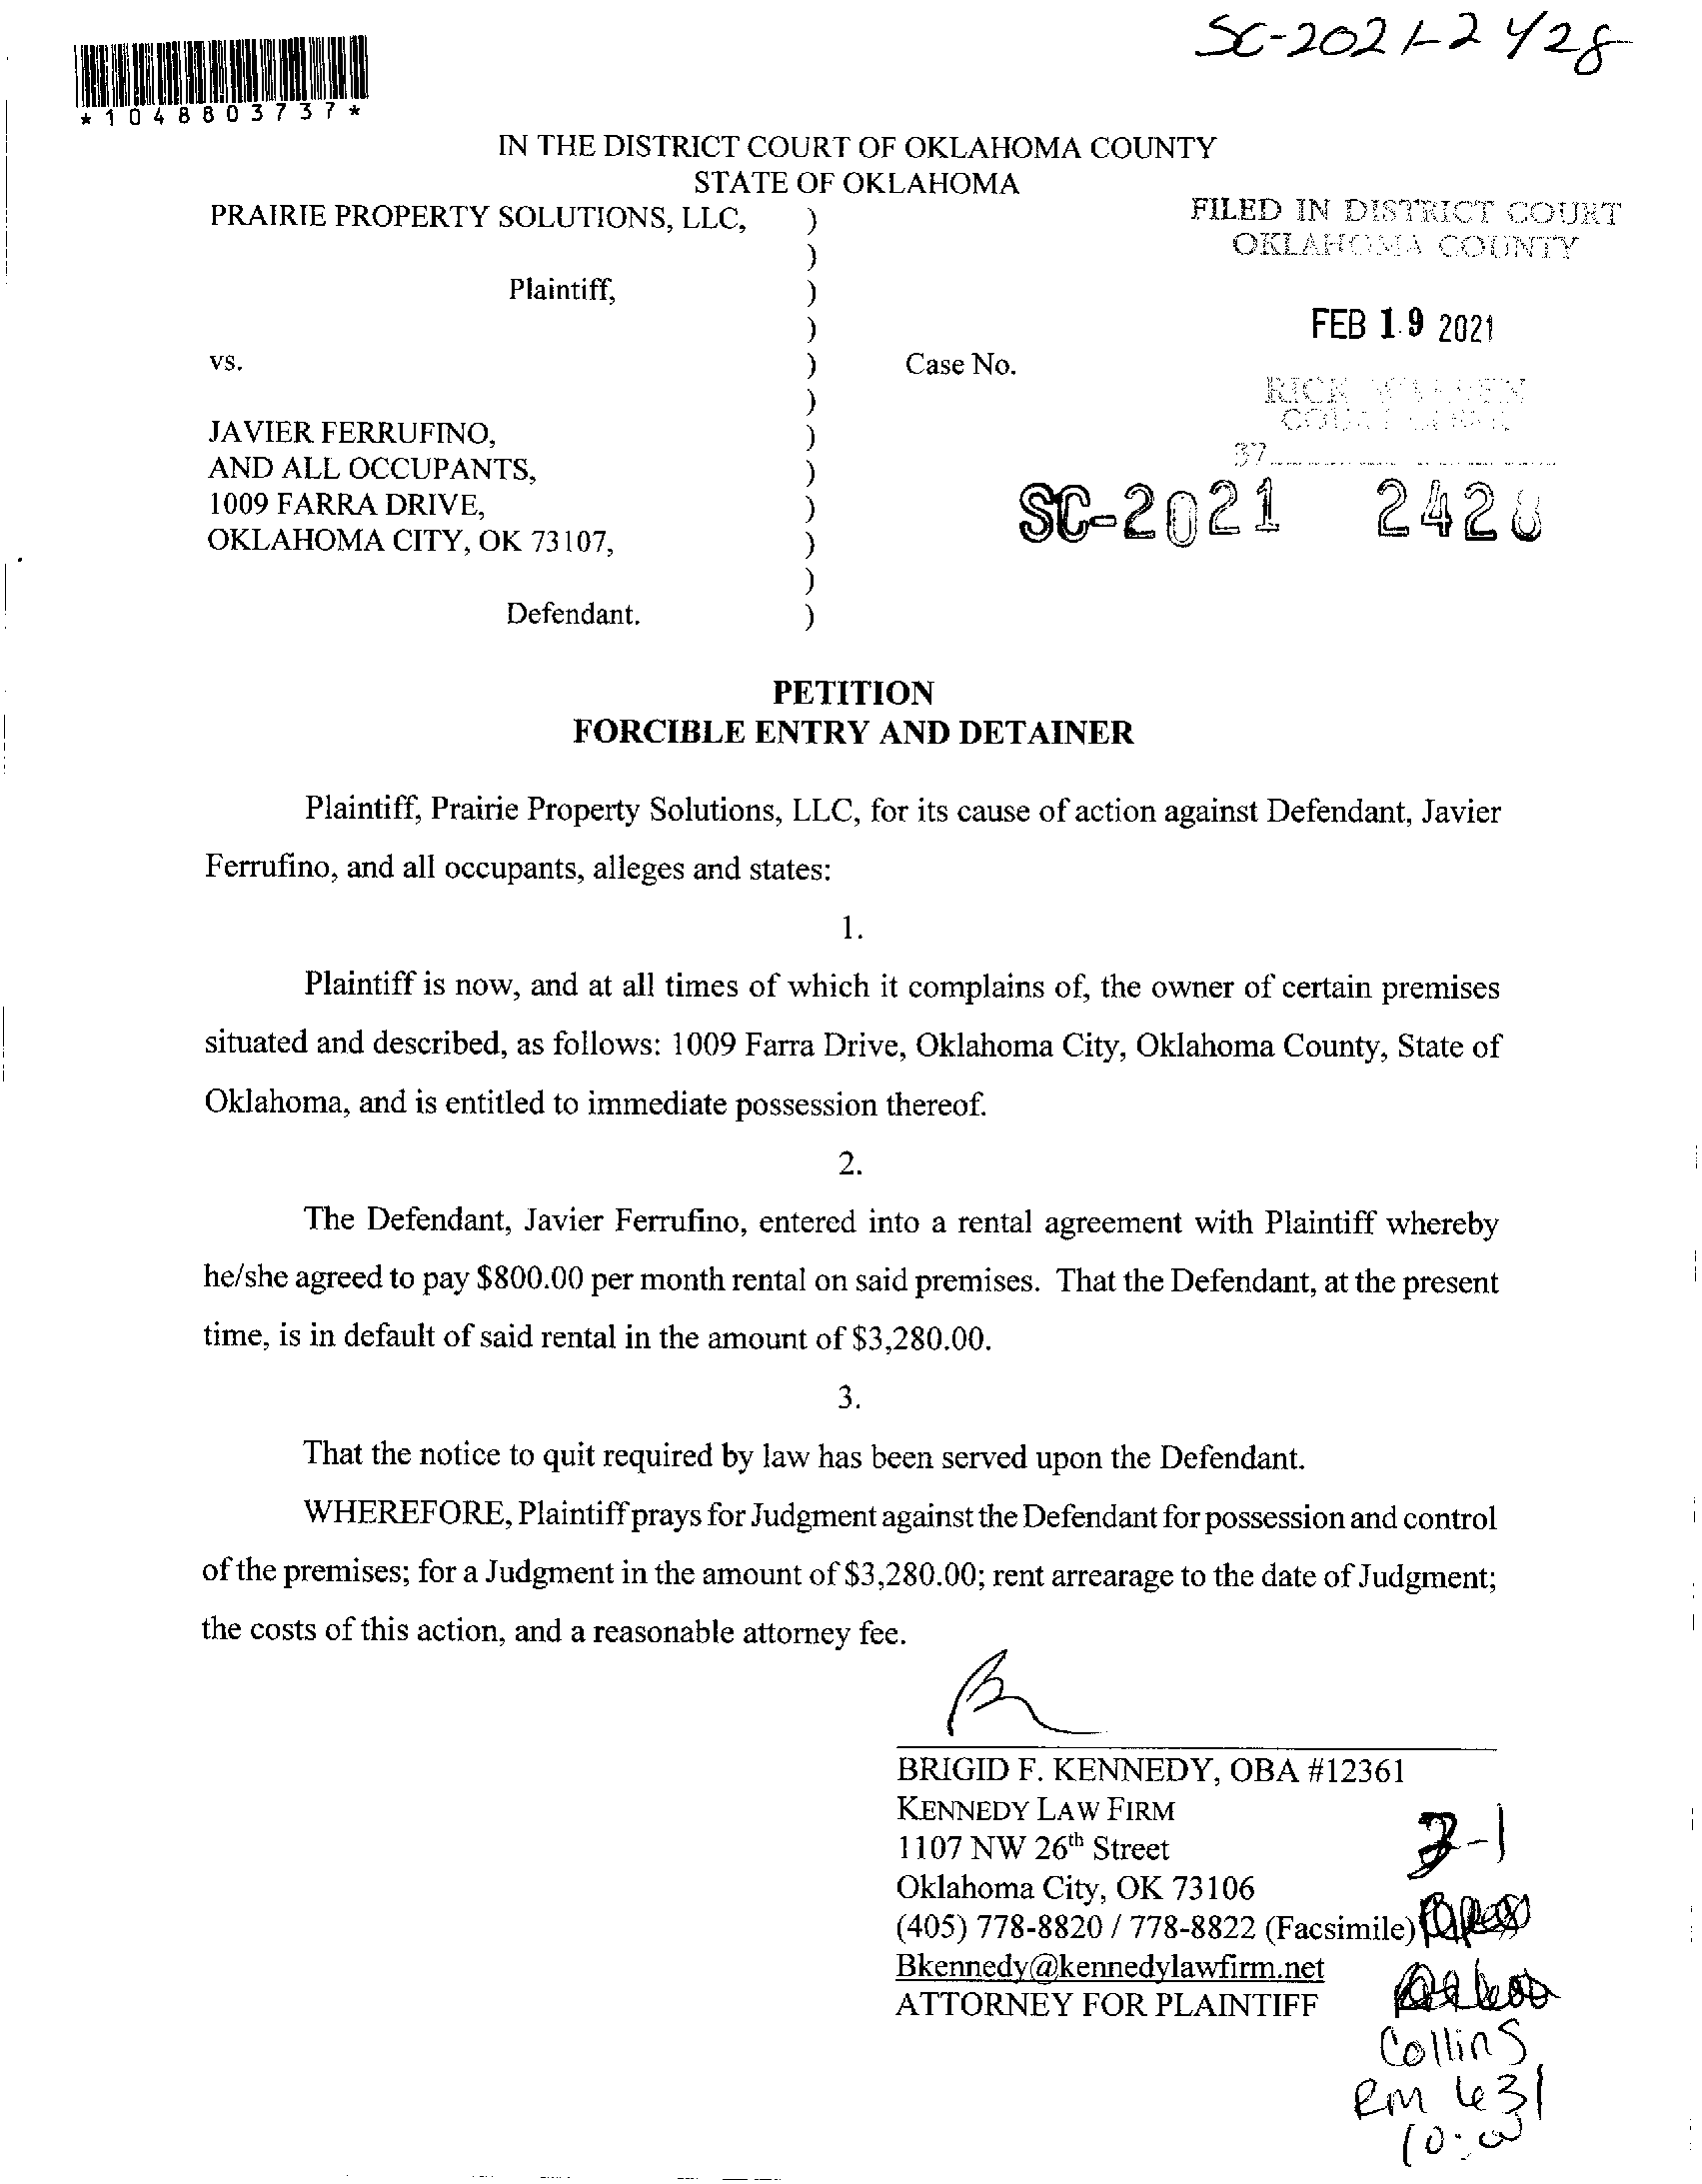 SC-2021-2428
*1048803737*
IN THE DISTRICT COURT OF OKLAHOMA COUNTY
STATE OF OKLAHOMA
PRAIRIE PROPERTY SOLUTIONS, LLC, )
)
Plaintiff, )
)
vs. ) Case No.
)
JAVIER FERRUFINO, )
AND ALL OCCUPANTS, )
1009 FARRA DRIVE, )
OKLAHOMA CITY, OK 73107, )
)
Defendant. )
FILED IN DISTRICT COURT
OKLAHOMA COUNTY
FEB 19 2021
RICK WARREN
COURT CLERK
37
SC-2021 2428
PETITION
FORCIBLE ENTRY AND DETAINER
Plaintiff, Prairie Property Solutions, LLC, for its cause of action against Defendant, Javier
Ferrufino, and all occupants, alleges and states:
1.
Plaintiff is now, and at all times of which it complains of, the owner of certain premises
situated and described, as follows: 1009 Farra Drive, Oklahoma City, Oklahoma County, State of
Oklahoma, and is entitled to immediate possession thereof.
2.
The Defendant, Javier Ferrufino, entered into a rental agreement with Plaintiff whereby
he/she agreed to pay $800.00 per month rental on said premises. That the Defendant, at the present
time, is in default of said rental in the amount of $3,280.00.
3.
That the notice to quit required by law has been served upon the Defendant.
WHEREFORE, Plaintiff prays for Judgment against the Defendant for possession and control
of the premises; for a Judgment in the amount of $3,280.00; rent arrearage to the date of Judgment;
the costs of this action, and a reasonable attorney fee.
BRIGID F. KENNEDY, OBA #12361
KENNEDY LAW FIRM
1107 NW 26th Street
Oklahoma City, OK 73106
(405) 778-8820 / 778-8822 (Facsimile)
Bkennedy@kennedylawfirm.net
ATTORNEY FOR PLAINTIFF
3-1
Collins
RM 431
10:00